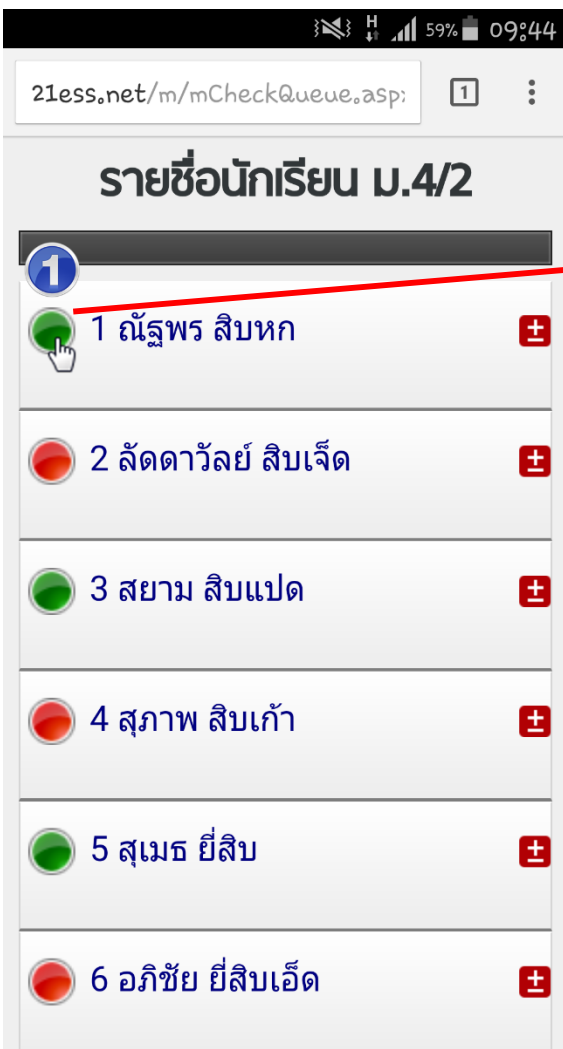 H 59% 09:44
21ess.net/m/mCheckQueue.asp
1
รายชื่อนักเรียน ม.4/2
1
1 ณัฐพร สิบหก
2 ลัดดาวัลย์ สิบเจ็ด
3 สยาม สิบแปด
4 สุภาพ สิบเก้า
5 สุเมธ ยี่สิบ
6 อภิชัย ยี่สิบเอ็ด